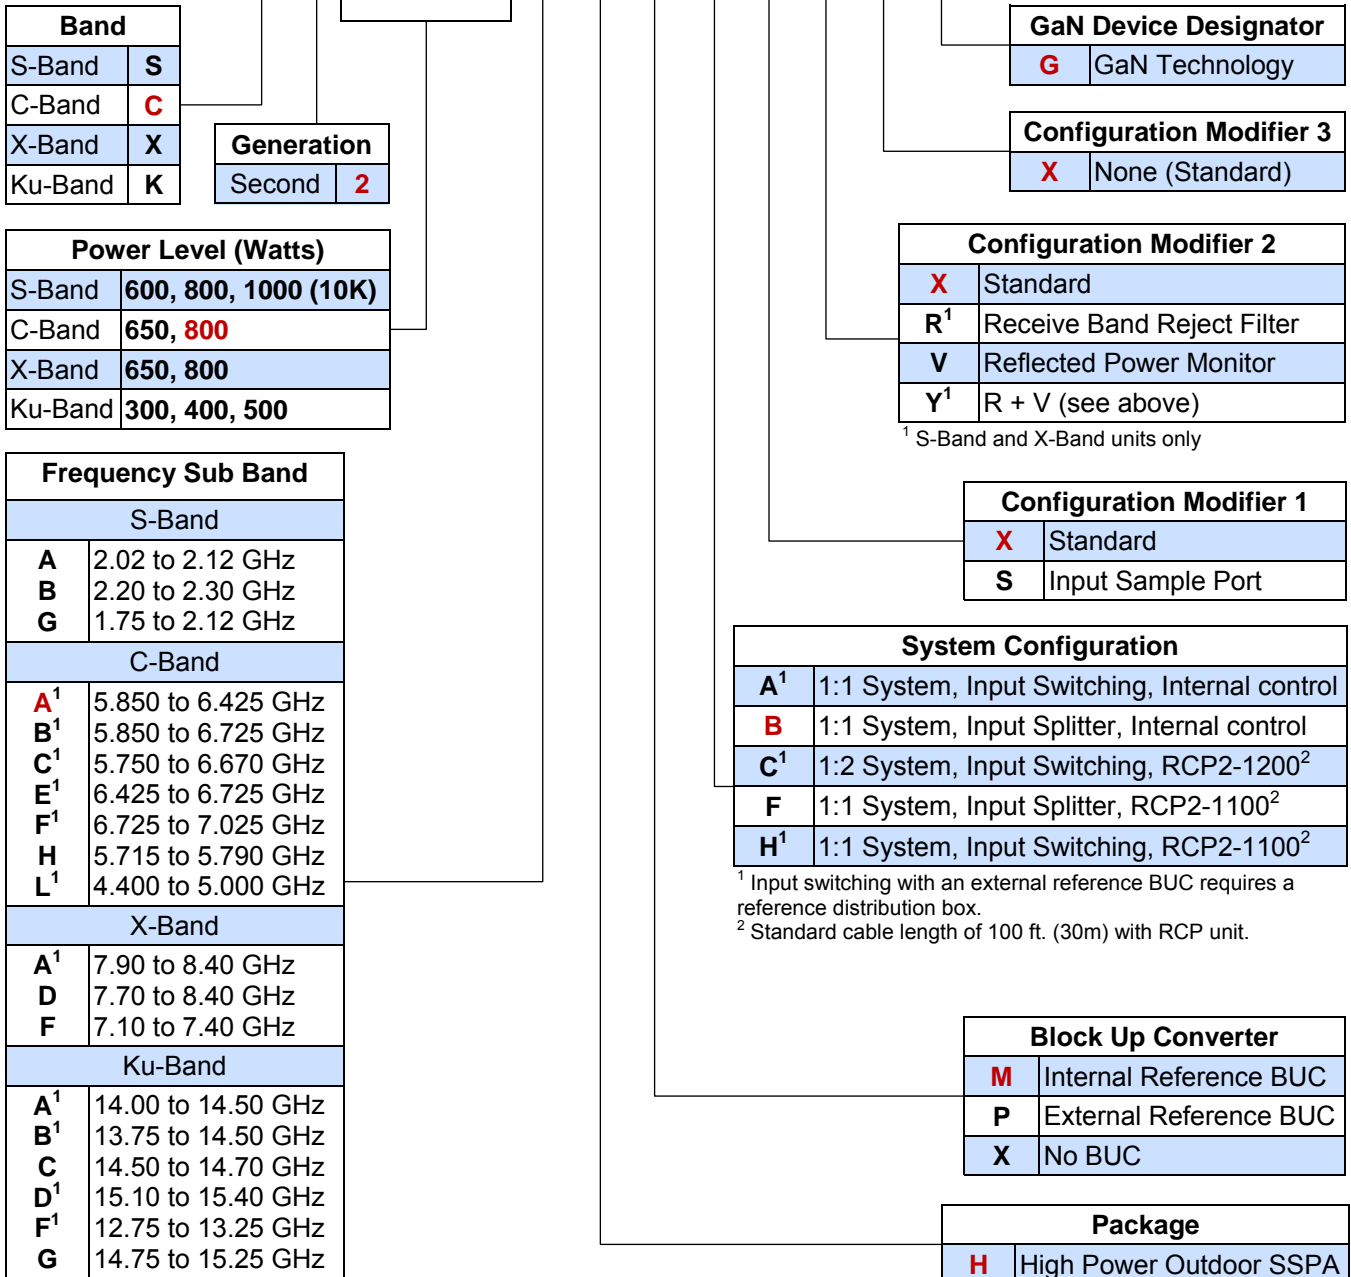 Band
S-Band S
C-Band C
X-Band X
Ku-Band K
Generation
Second 2
Power Level (Watts)
S-Band 600, 800, 1000 (10K)
C-Band 650, 800
X-Band 650, 800
Ku-Band 300, 400, 500
Frequency Sub Band
S-Band
A 2.02 to 2.12 GHz
B 2.20 to 2.30 GHz
G 1.75 to 2.12 GHz
C-Band
A¹ 5.850 to 6.425 GHz
B¹ 5.850 to 6.725 GHz
C¹ 5.750 to 6.670 GHz
E¹ 6.425 to 6.725 GHz
F¹ 6.725 to 7.025 GHz
H 5.715 to 5.790 GHz
L¹ 4.400 to 5.000 GHz
X-Band
A¹ 7.90 to 8.40 GHz
D 7.70 to 8.40 GHz
F 7.10 to 7.40 GHz
Ku-Band
A¹ 14.00 to 14.50 GHz
B¹ 13.75 to 14.50 GHz
C 14.50 to 14.70 GHz
D¹ 15.10 to 15.40 GHz
F¹ 12.75 to 13.25 GHz
G 14.75 to 15.25 GHz
GaN Device Designator
G GaN Technology
Configuration Modifier 3
X None (Standard)
Configuration Modifier 2
X Standard
R¹ Receive Band Reject Filter
V Reflected Power Monitor
Y¹ R + V (see above)
¹ S-Band and X-Band units only
Configuration Modifier 1
X Standard
S Input Sample Port
System Configuration
A¹ 1:1 System, Input Switching, Internal control
B 1:1 System, Input Splitter, Internal control
C¹ 1:2 System, Input Switching, RCP2-1200²
F 1:1 System, Input Splitter, RCP2-1100²
H¹ 1:1 System, Input Switching, RCP2-1100²
¹ Input switching with an external reference BUC requires a
reference distribution box.
² Standard cable length of 100 ft. (30m) with RCP unit.
Block Up Converter
M Internal Reference BUC
P External Reference BUC
X No BUC
Package
H High Power Outdoor SSPA